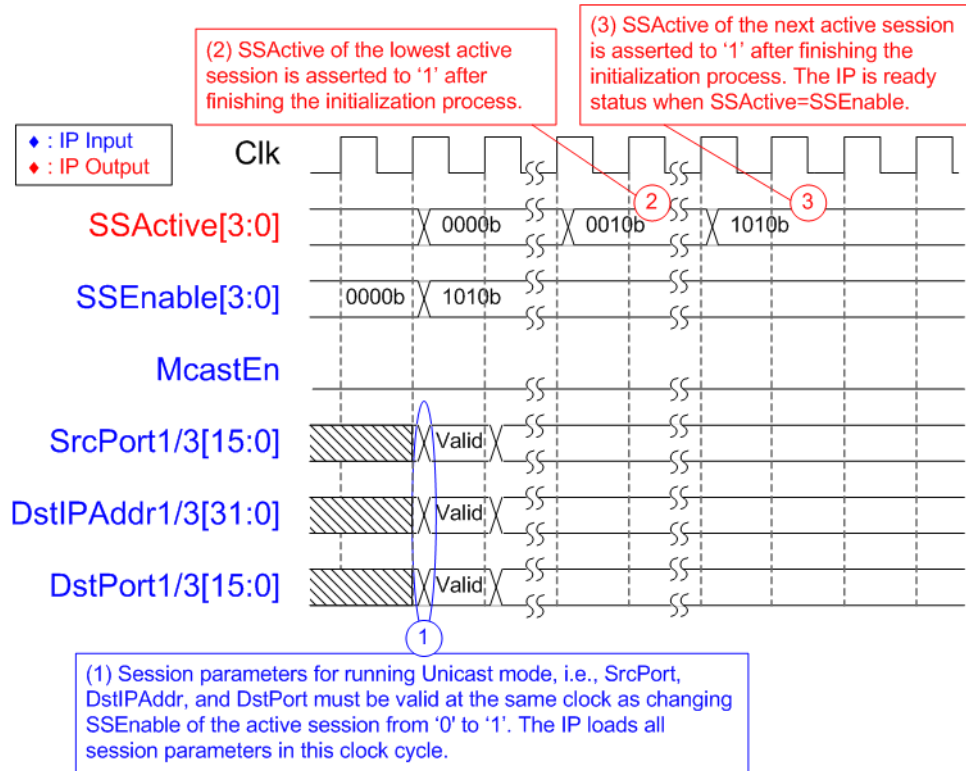 (2) SSActive of the lowest active
session is asserted to ‘1’ after
finishing the initialization process.
(3) SSActive of the next active session
is asserted to ‘1’ after finishing the
initialization process. The IP is ready
status when SSActive=SSEnable.
♦ : IP Input
♦ : IP Output
Clk
2
3
SSActive[3:0]
0000b
0010b
1010b
SSEnable[3:0]
0000b
1010b
McastEn
SrcPort1/3[15:0]
Valid
DstIPAddr1/3[31:0]
Valid
DstPort1/3[15:0]
Valid
1
(1) Session parameters for running Unicast mode, i.e., SrcPort,
DstIPAddr, and DstPort must be valid at the same clock as changing
SSEnable of the active session from ‘0' to ‘1’. The IP loads all
session parameters in this clock cycle.